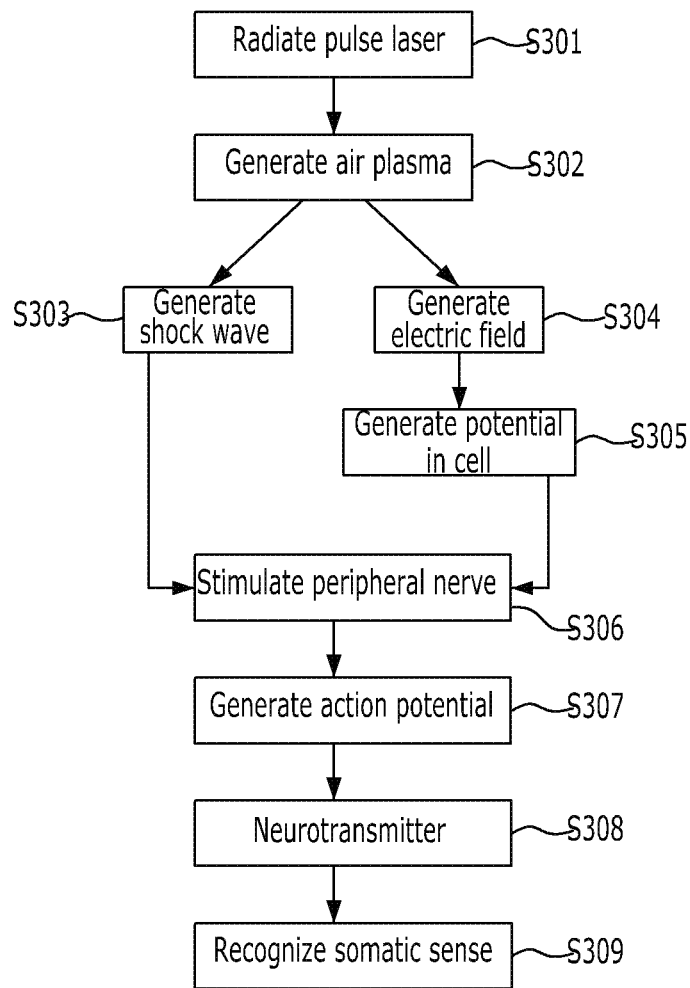 Radiate pulse laser
S301
Generate air plasma
S302
S303
Generate
shock wave
Generate
electric field
S304
Generate potential
in cell
S305
Stimulate peripheral nerve
S306
Generate action potential
S307
Neurotransmitter
S308
Recognize somatic sense
S309